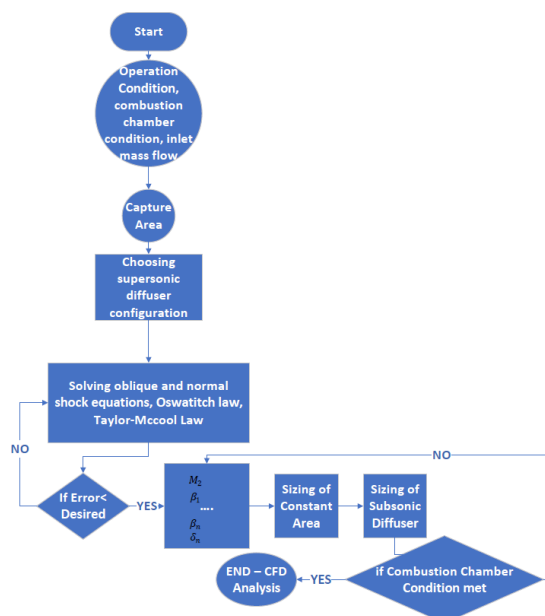 Start
Operation
Condition,
combustion
chamber
condition, inlet
mass flow
Capture
Area
Choosing
supersonic
diffuser
configuration
Solving oblique and normal
shock equations, Oswatitch law,
Taylor-Mccool Law
NO
If Error<
Desired
YES
M₂
β₁
....
βₙ
δₙ
Sizing of
Constant
Area
Sizing of
Subsonic
Diffuser
NO
if Combustion Chamber
Condition met
YES
END – CFD
Analysis